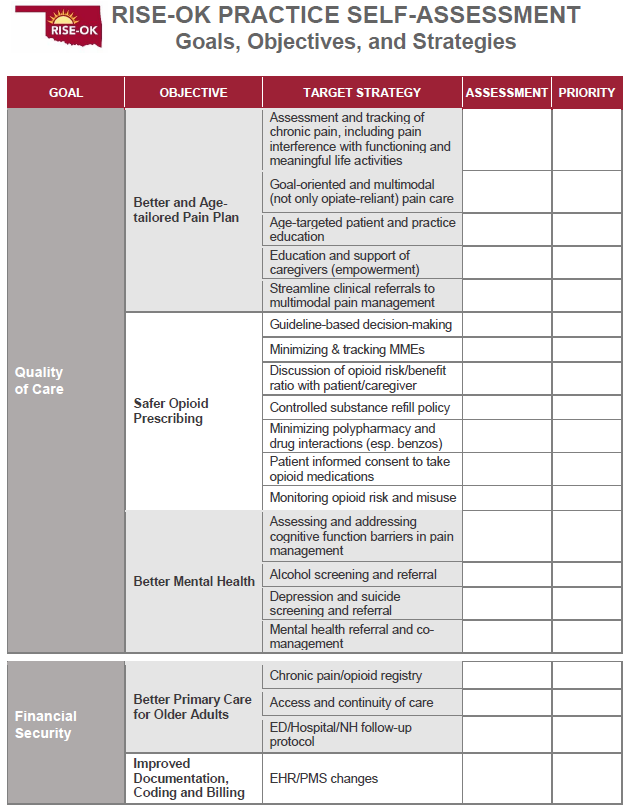 RISE-OK
RISE-OK PRACTICE SELF-ASSESSMENT
Goals, Objectives, and Strategies
GOAL
OBJECTIVE
TARGET STRATEGY
ASSESSMENT
PRIORITY
Quality
of Care
Better and Age-
tailored Pain Plan
Assessment and tracking of
chronic pain, including pain
interference with functioning and
meaningful life activities
Goal-oriented and multimodal
(not only opiate-reliant) pain care
Age-targeted patient and practice
education
Education and support of
caregivers (empowerment)
Streamline clinical referrals to
multimodal pain management
Safer Opioid
Prescribing
Guideline-based decision-making
Minimizing & tracking MMEs
Discussion of opioid risk/benefit
ratio with patient/caregiver
Controlled substance refill policy
Minimizing polypharmacy and
drug interactions (esp. benzos)
Patient informed consent to take
opioid medications
Monitoring opioid risk and misuse
Better Mental Health
Assessing and addressing
cognitive function barriers in pain
management
Alcohol screening and referral
Depression and suicide
screening and referral
Mental health referral and co-
management
Financial
Security
Better Primary Care
for Older Adults
Chronic pain/opioid registry
Access and continuity of care
ED/Hospital/NH follow-up
protocol
Improved
Documentation,
Coding and Billing
EHR/PMS changes